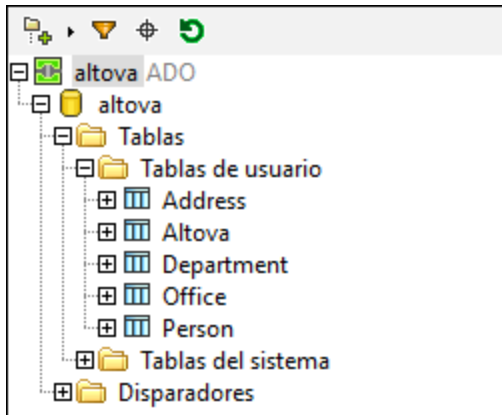 altova ADO
altova
Tablas
Tablas de usuario
Address
Altova
Department
Office
Person
Tablas del sistema
Disparadores